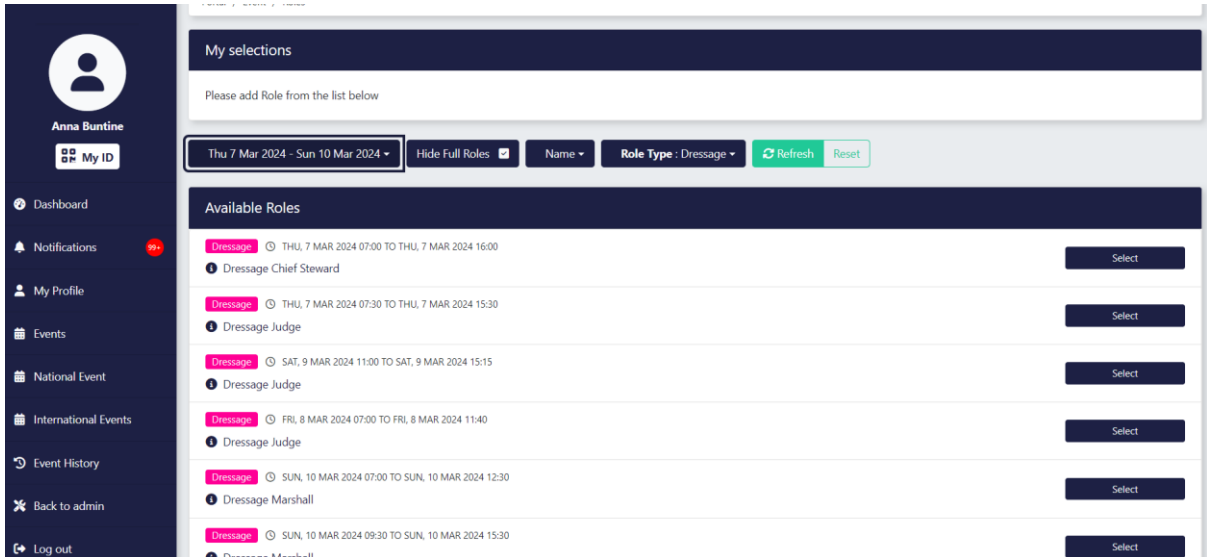 My selections
Please add Role from the list below
Anna Buntine
My ID
Thu 7 Mar 2024 - Sun 10 Mar 2024
Hide Full Roles
Name
Role Type : Dressage
Refresh
Reset
Dashboard
Notifications
99+
My Profile
Events
National Event
International Events
Event History
Back to admin
Log out
Available Roles
Dressage THU, 7 MAR 2024 07:00 TO THU, 7 MAR 2024 16:00
Dressage Chief Steward
Select
Dressage THU, 7 MAR 2024 07:30 TO THU, 7 MAR 2024 15:30
Dressage Judge
Select
Dressage SAT, 9 MAR 2024 11:00 TO SAT, 9 MAR 2024 15:15
Dressage Judge
Select
Dressage FRI, 8 MAR 2024 07:00 TO FRI, 8 MAR 2024 11:40
Dressage Judge
Select
Dressage SUN, 10 MAR 2024 07:00 TO SUN, 10 MAR 2024 12:30
Dressage Marshall
Select
Dressage SUN, 10 MAR 2024 09:30 TO SUN, 10 MAR 2024 15:30
Dressage Marshall
Select